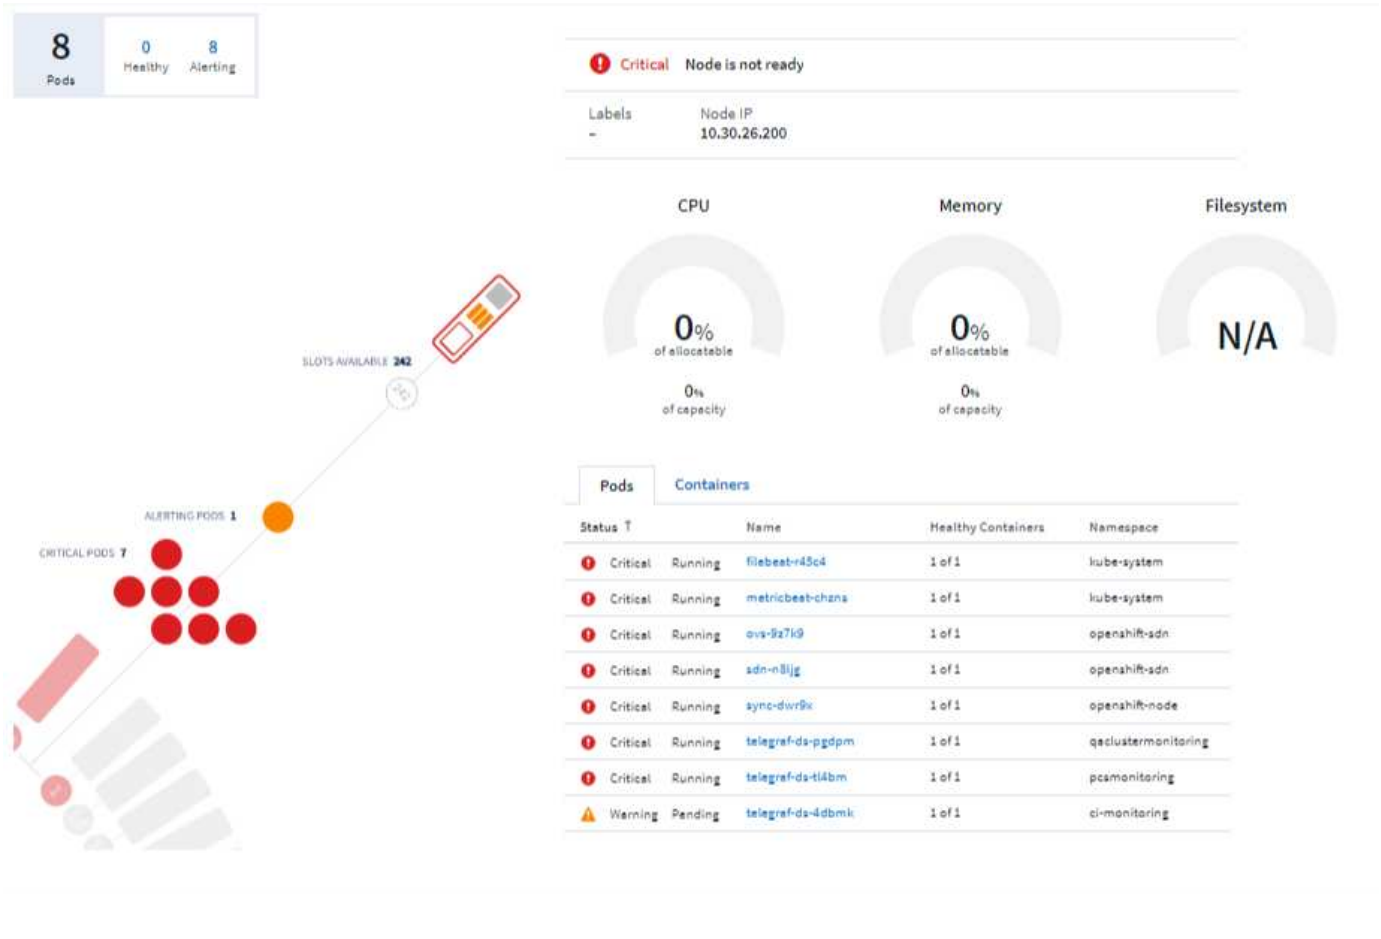 8
Pods
0
Healthy
8
Alerting
Critical Node is not ready
Labels
-
Node IP
10.30.26.200
CPU
Memory
Filesystem
0%
of allocatable
0%
of capacity
0%
of allocatable
0%
of capacity
N/A
SLOTS AVAILABLE 242
ALERTING PODS 1
CRITICAL PODS 7
Pods Containers
Status ↑ Name Healthy Containers Namespace
Critical Running filebeat-r45c4 1 of 1 kube-system
Critical Running metricbeat-chzns 1 of 1 kube-system
Critical Running ovs-9z7k9 1 of 1 openshift-sdn
Critical Running sdn-n8ljg 1 of 1 openshift-sdn
Critical Running sync-dwr9x 1 of 1 openshift-node
Critical Running telegraf-ds-pgdpm 1 of 1 qaclustermonitoring
Critical Running telegraf-ds-tl4bm 1 of 1 pcsmonitoring
Warning Pending telegraf-ds-4dbmk 1 of 1 ci-monitoring